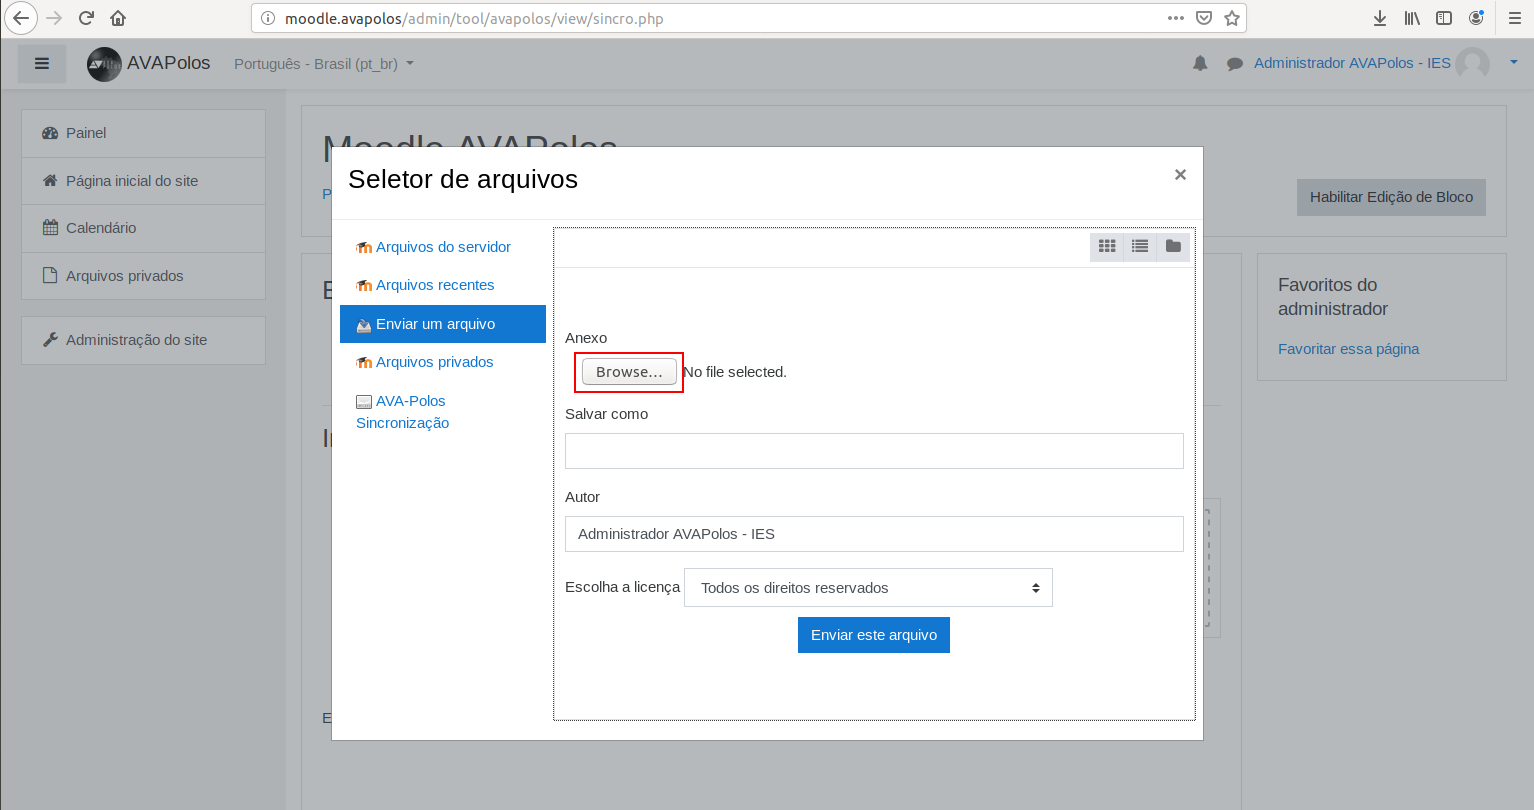 moodle.avapolos/admin/tool/avapolos/view/sincro.php
AVAPolos
Português - Brasil (pt_br)
Administrador AVAPolos - IES
Painel
Página inicial do site
Calendário
Arquivos privados
Administração do site
Moodle AVAPolos
P
Habilitar Edição de Bloco
Seletor de arquivos
×
Arquivos do servidor
Arquivos recentes
Enviar um arquivo
Arquivos privados
AVA-Polos
Sincronização
Anexo
Browse...
No file selected.
Salvar como
Autor
Administrador AVAPolos - IES
Escolha a licença
Todos os direitos reservados
Enviar este arquivo
E
Favoritos do
administrador
Favoritar essa página